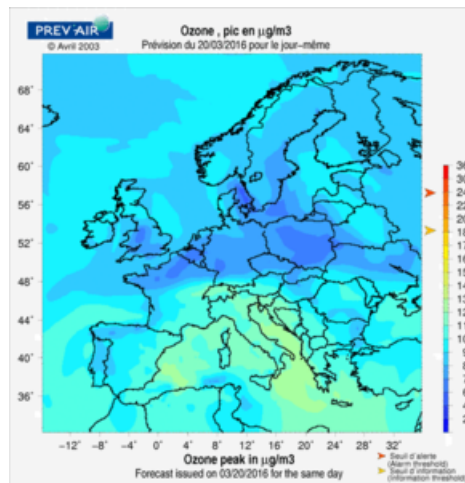 PREV'AIR
© Avril 2003
Ozone , pic en µg/m3
Prévision du 20/03/2016 pour le jour-même
68°
64°
60°
56°
52°
48°
44°
40°
36°
−12° −8° −4° 0° 4° 8° 12° 16° 20° 24° 28° 32°
Ozone peak in µg/m3
Forecast issued on 03/20/2016 for the same day
Seuil d'alerte
(Alarm threshold)
Seuil d'information
(Information threshold)